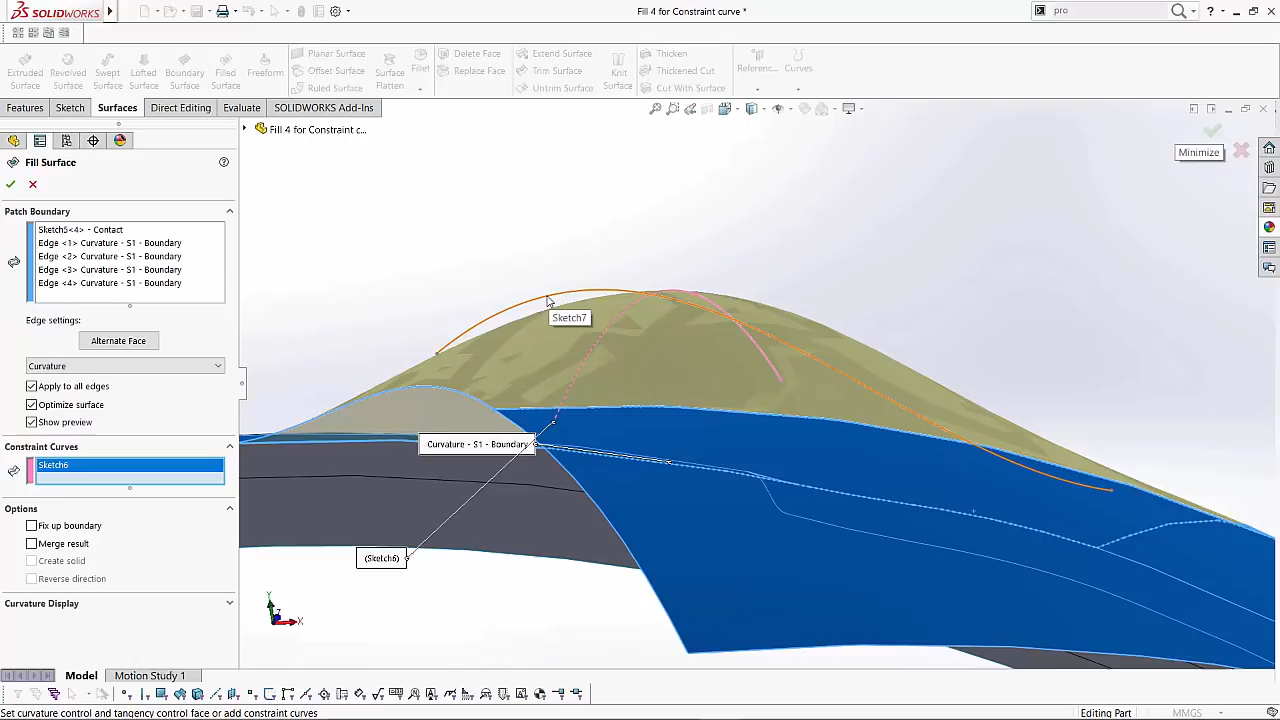 SOLIDWORKS
Fill 4 for Constraint curve *
pro
Extruded Surface
Revolved Surface
Swept Surface
Lofted Surface
Boundary Surface
Filled Surface
Freeform
Planar Surface
Offset Surface
Ruled Surface
Surface Flatten
Fillet
Delete Face
Replace Face
Extend Surface
Trim Surface
Untrim Surface
Knit Surface
Thicken
Thickened Cut
Cut With Surface
Referenc...
Curves
Features
Sketch
Surfaces
Direct Editing
Evaluate
SOLIDWORKS Add-Ins
Fill 4 for Constraint c...
Minimize
Fill Surface
Patch Boundary
Sketch5<4> - Contact
Edge <1> Curvature - S1 - Boundary
Edge <2> Curvature - S1 - Boundary
Edge <3> Curvature - S1 - Boundary
Edge <4> Curvature - S1 - Boundary
Edge settings:
Alternate Face
Curvature
Apply to all edges
Optimize surface
Show preview
Constraint Curves
Sketch6
Options
Fix up boundary
Merge result
Create solid
Reverse direction
Curvature Display
Sketch7
Curvature - S1 - Boundary
(Sketch6)
Y
Z
X
Model
Motion Study 1
Set curvature control and tangency control face or add constraint curves
Editing Part
MMGS